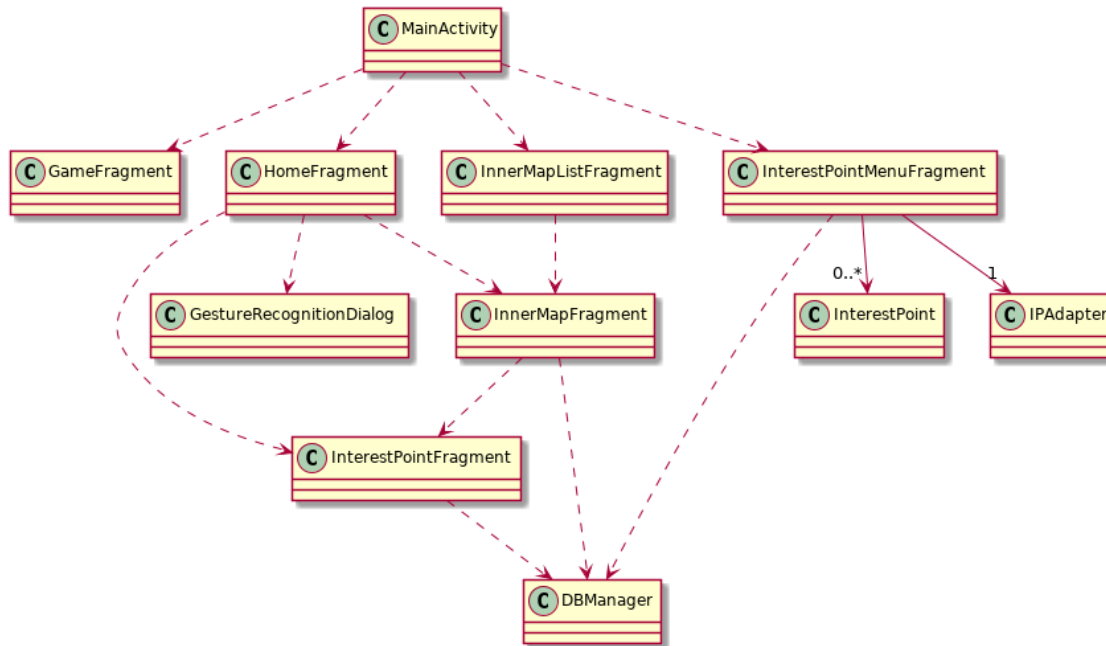 C MainActivity
C GameFragment
C HomeFragment
C InnerMapListFragment
C InterestPointMenuFragment
0..*
1
C GestureRecognitionDialog
C InnerMapFragment
C InterestPoint
C IPAdapter
C InterestPointFragment
C DBManager